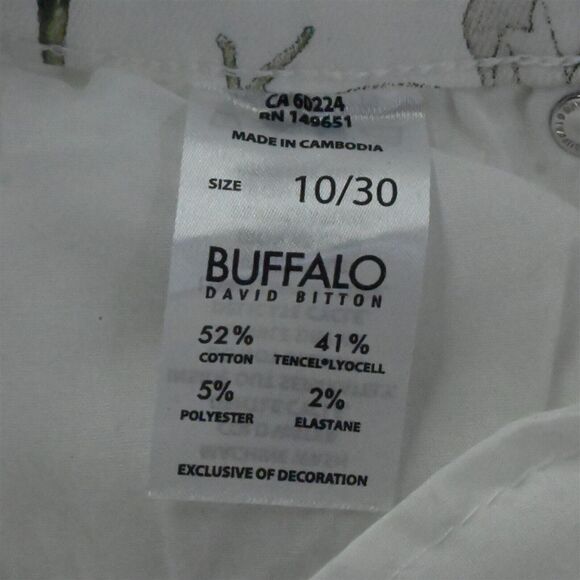 CA 60224
RN 149651
MADE IN CAMBODIA
SIZE 10/30
BUFFALO
DAVID BITTON
52% 41%
COTTON TENCEL®LYOCELL
5% 2%
POLYESTER ELASTANE
EXCLUSIVE OF DECORATION